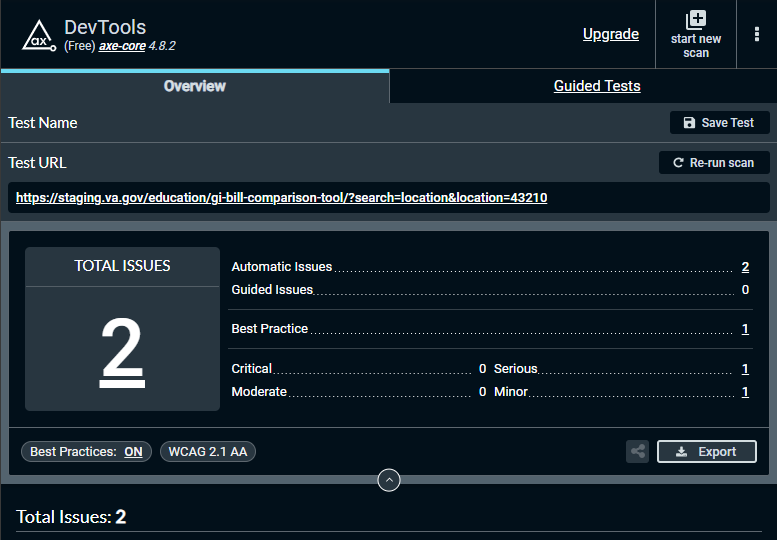 ax
DevTools
(Free) axe-core 4.8.2
Upgrade
start new
scan
Overview
Guided Tests
Test Name
Save Test
Test URL
Re-run scan
https://staging.va.gov/education/gi-bill-comparison-tool/?search=location&location=43210
TOTAL ISSUES
2
Automatic Issues 2
Guided Issues 0
Best Practice 1
Critical 0 Serious 1
Moderate 0 Minor 1
Best Practices: ON WCAG 2.1 AA
Export
Total Issues: 2